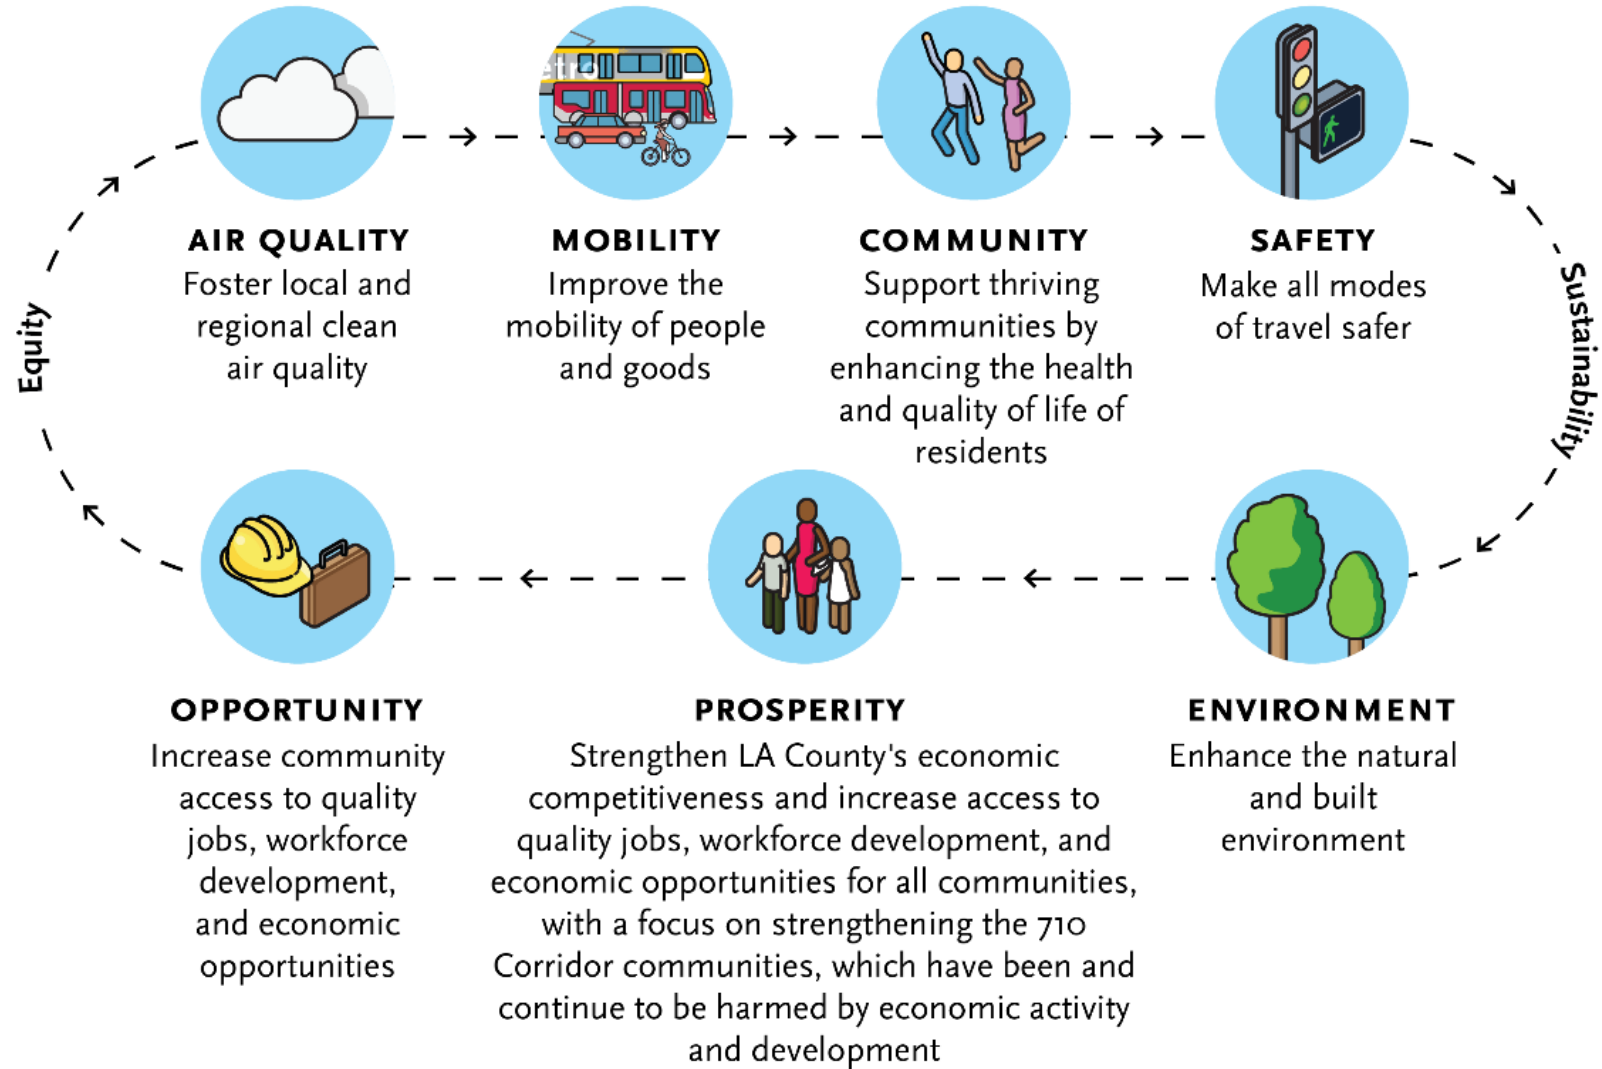 etro
AIR QUALITY
Foster local and
regional clean
air quality
MOBILITY
Improve the
mobility of people
and goods
COMMUNITY
Support thriving
communities by
enhancing the health
and quality of life of
residents
SAFETY
Make all modes
of travel safer
Sustainability
ENVIRONMENT
Enhance the natural
and built
environment
PROSPERITY
Strengthen LA County's economic
competitiveness and increase access to
quality jobs, workforce development, and
economic opportunities for all communities,
with a focus on strengthening the 710
Corridor communities, which have been and
continue to be harmed by economic activity
and development
OPPORTUNITY
Increase community
access to quality
jobs, workforce
development,
and economic
opportunities
Equity